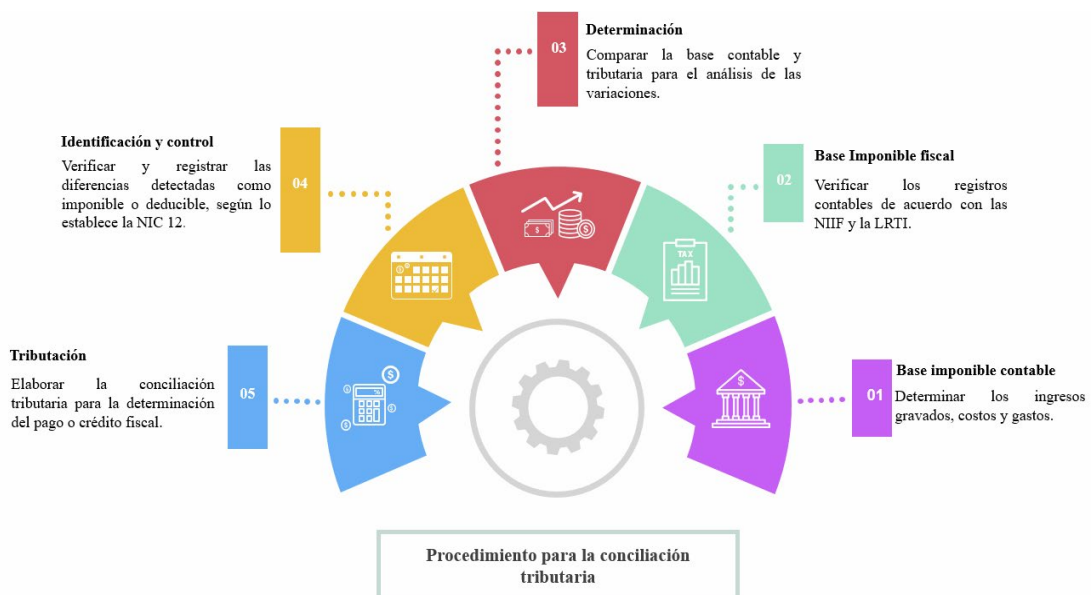 03
Determinación
Comparar la base contable y
tributaria para el análisis de las
variaciones.
Identificación y control
Verificar y registrar las
diferencias detectadas como
imponible o deducible, según lo
establece la NIC 12.
04
02
Base Imponible fiscal
Verificar los registros
contables de acuerdo con las
NIIF y la LRTI.
TAX
Tributación
Elaborar la conciliación
tributaria para la determinación
del pago o crédito fiscal.
05
01
Base imponible contable
Determinar los ingresos
gravados, costos y gastos.
Procedimiento para la conciliación
tributaria